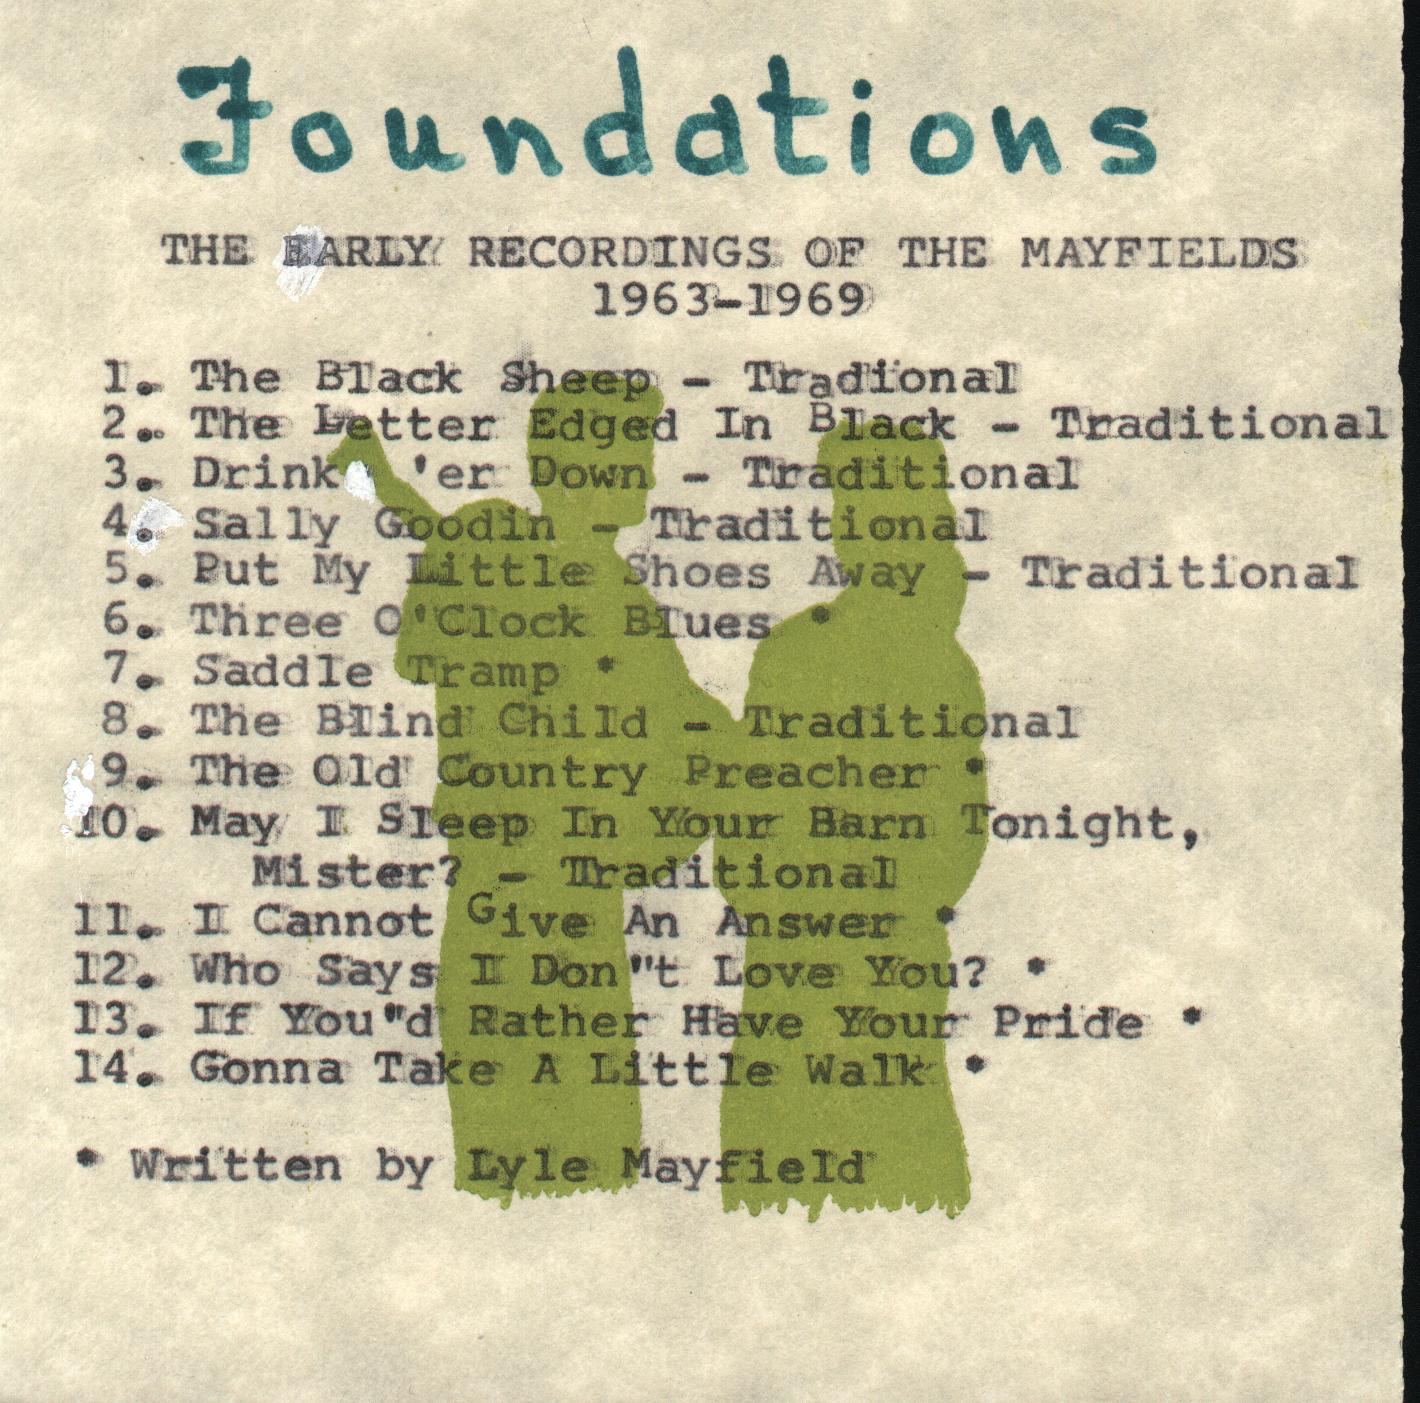 Foundations
THE EARLY RECORDINGS OF THE MAYFIELDS
1963-1969
1. The Black Sheep - Tradional
2. The Letter Edged In Black - Traditional
3. Drink 'er Down - Traditional
4. Sally Goodin - Traditional
5. Put My Little Shoes Away - Traditional
6. Three O'Clock Blues *
7. Saddle Tramp *
8. The Blind Child - Traditional
9. The Old Country Preacher *
10. May I Sleep In Your Barn Tonight,
Mister? - Traditional
11. I Cannot Give An Answer *
12. Who Says I Don"t Love You? *
13. If You"d Rather Have Your Pride *
14. Gonna Take A Little Walk *
* Written by Lyle Mayfield